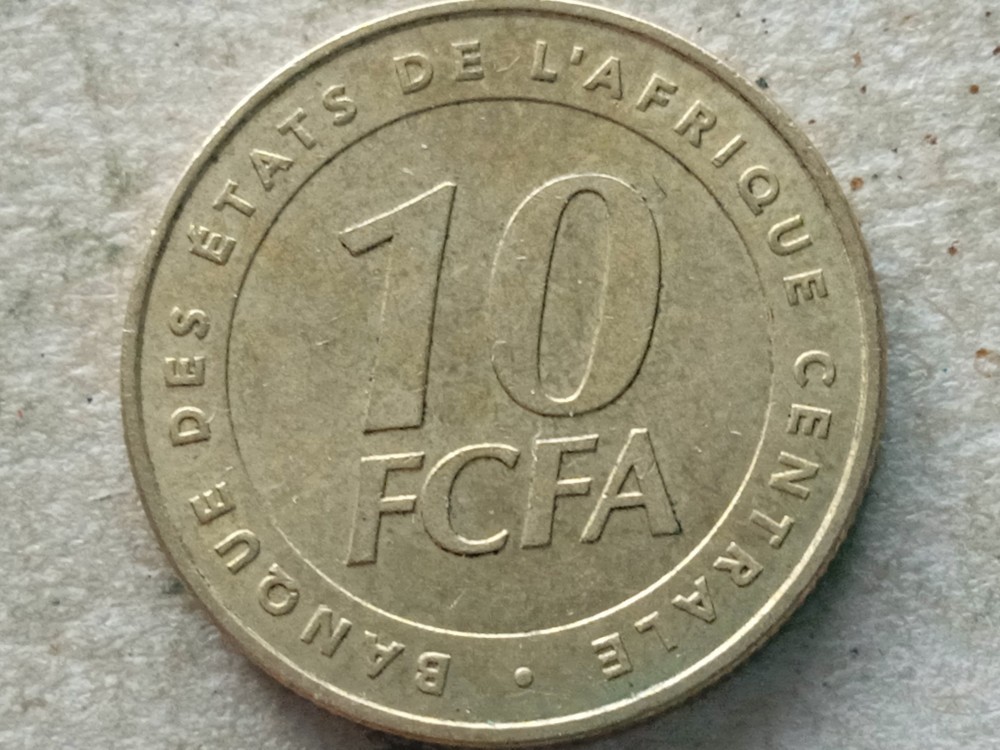 BANQUE DES ÉTATS DE L'AFRIQUE CENTRALE •
10
FCFA